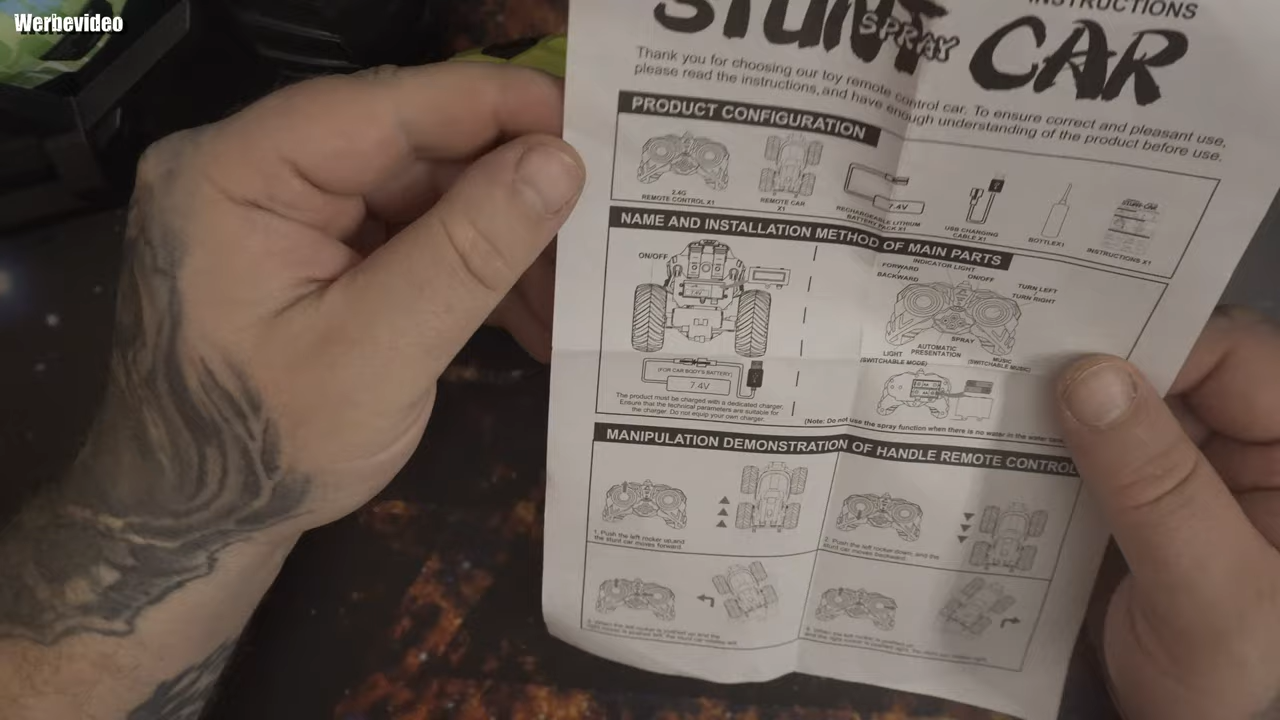 Werbevideo
INSTRUCTIONS
STUNT SPRAY CAR
Thank you for choosing our toy remote control car. To ensure correct and pleasant use,
please read the instructions,and have enough understanding of the product before use.
PRODUCT CONFIGURATION
2.4G
REMOTE CONTROL X1
REMOTE CAR
X1
7.4V
RECHARGEABLE LITHIUM
BATTERY PACK X1
USB CHARGING
CABLE X1
BOTTLEX1
INSTRUCTIONS X1
NAME AND INSTALLATION METHOD OF MAIN PARTS
ON/OFF
(FOR CAR BODY'S BATTERY)
7.4V
The product must be charged with a dedicated charger.
Ensure that the technical parameters are suitable for
the charger. Do not equip your own charger.
INDICATOR LIGHT
FORWARD
BACKWARD
ON/OFF
TURN LEFT
TURN RIGHT
SPRAY
AUTOMATIC
PRESENTATION
LIGHT
(SWITCHABLE MODE)
MUSIC
(SWITCHABLE MUSIC)
(Note: Do not use the spray function when there is no water in the water
MANIPULATION DEMONSTRATION OF HANDLE REMOTE CONTROL
1. Push the left rocker up,and
the stunt car moves forward.
2. Push the left rocker down, and the
stunt car moves backward.